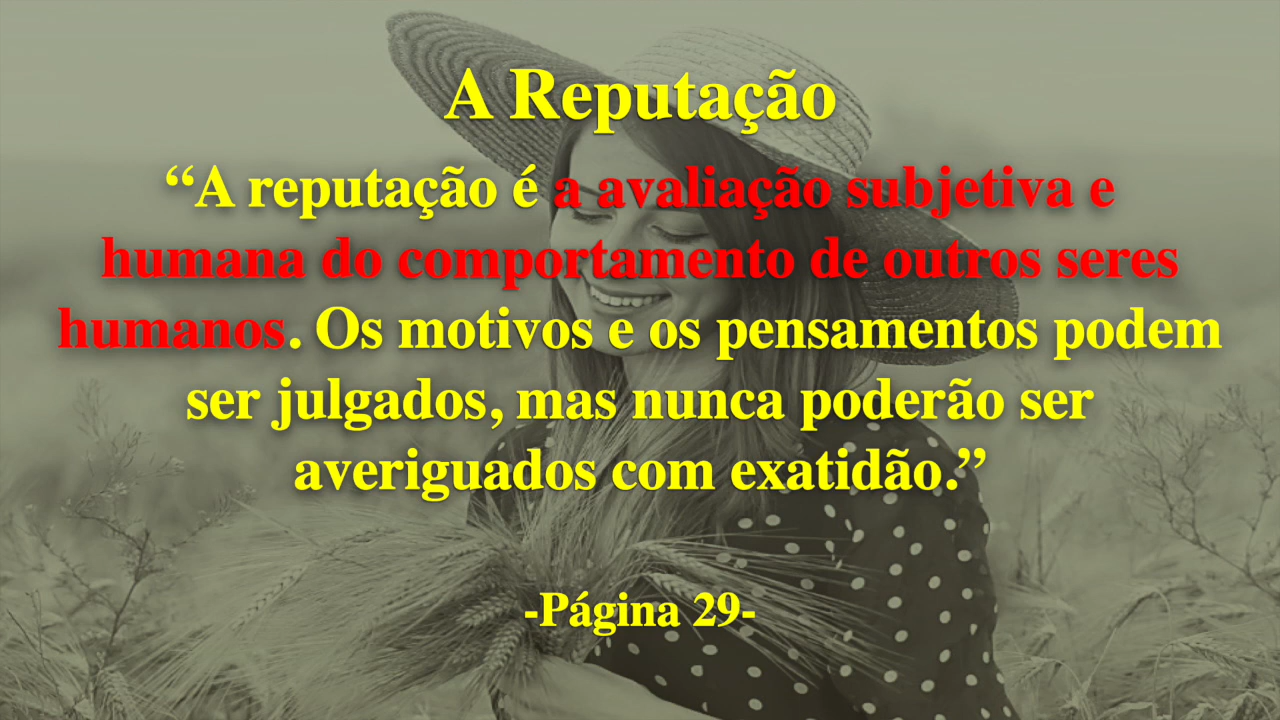 A Reputação
“A reputação é a avaliação subjetiva e
humana do comportamento de outros seres
humanos. Os motivos e os pensamentos podem
ser julgados, mas nunca poderão ser
averiguados com exatidão.”
-Página 29-